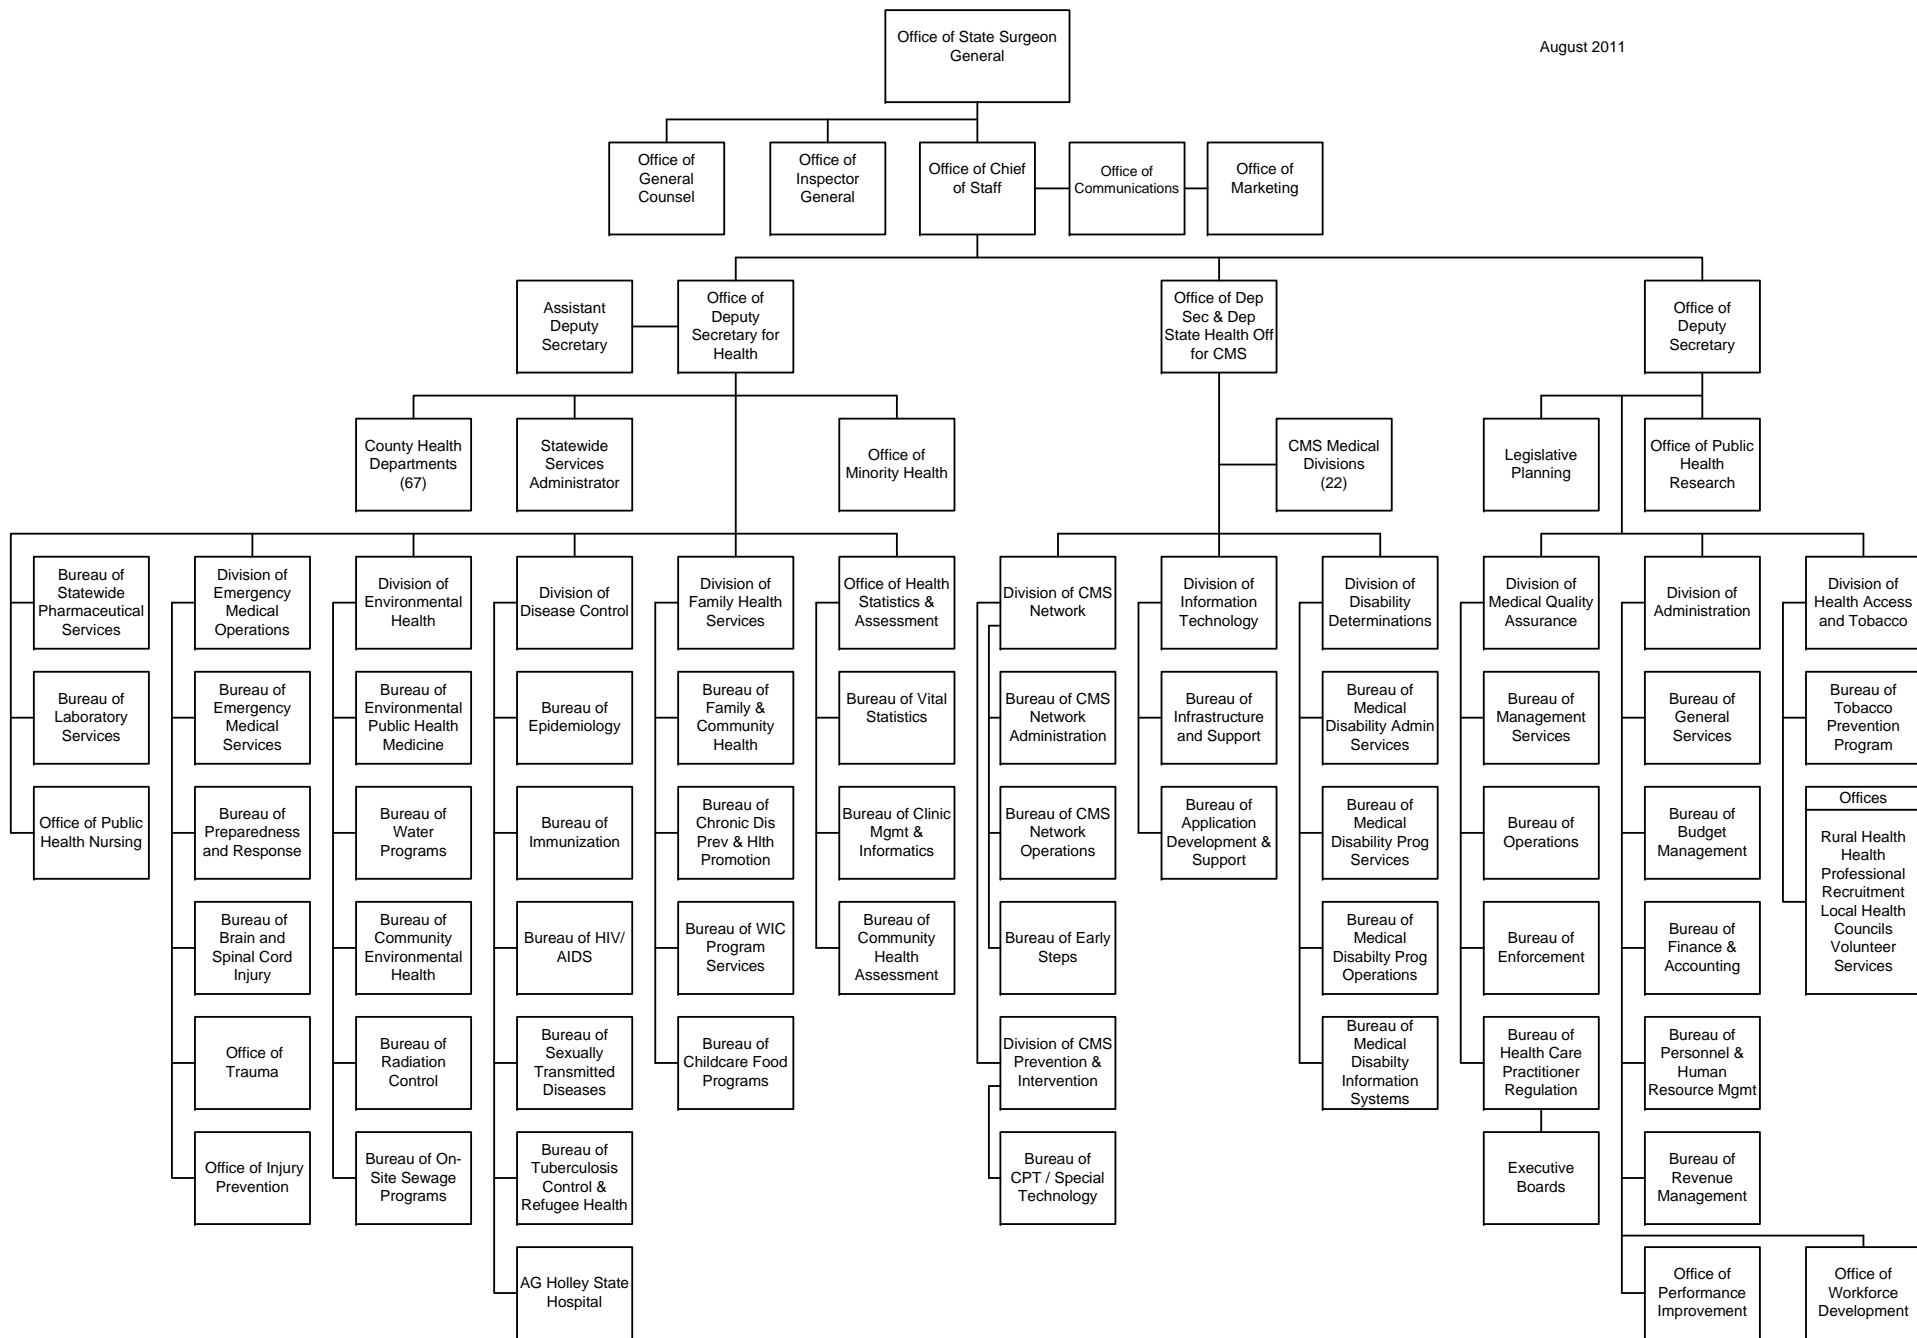 Office of State Surgeon
General
August 2011
Office of
General
Counsel
Office of
Inspector
General
Office of Chief
of Staff
Office of
Communications
Office of
Marketing
Assistant
Deputy
Secretary
Office of
Deputy
Secretary for
Health
Office of Dep
Sec & Dep
State Health Off
for CMS
Office of
Deputy
Secretary
County Health
Departments
(67)
Statewide
Services
Administrator
Office of
Minority Health
CMS Medical
Divisions
(22)
Legislative
Planning
Office of Public
Health
Research
Bureau of
Statewide
Pharmaceutical
Services
Division of
Emergency
Medical
Operations
Division of
Environmental
Health
Division of
Disease Control
Division of
Family Health
Services
Office of Health
Statistics &
Assessment
Division of CMS
Network
Division of
Information
Technology
Division of
Disability
Determinations
Division of
Medical Quality
Assurance
Division of
Administration
Division of
Health Access
and Tobacco
Bureau of
Laboratory
Services
Bureau of
Emergency
Medical
Services
Bureau of
Environmental
Public Health
Medicine
Bureau of
Epidemiology
Bureau of
Family &
Community
Health
Bureau of Vital
Statistics
Bureau of CMS
Network
Administration
Bureau of
Infrastructure
and Support
Bureau of
Medical
Disability Admin
Services
Bureau of
Management
Services
Bureau of
General
Services
Bureau of
Tobacco
Prevention
Program
Office of Public
Health Nursing
Bureau of
Preparedness
and Response
Bureau of
Water
Programs
Bureau of
Immunization
Bureau of
Chronic Dis
Prev & Hlth
Promotion
Bureau of Clinic
Mgmt &
Informatics
Bureau of CMS
Network
Operations
Bureau of
Application
Development &
Support
Bureau of
Medical
Disability Prog
Services
Bureau of
Operations
Bureau of
Budget
Management
Offices
Rural Health
Health
Professional
Recruitment
Local Health
Councils
Volunteer
Services
Bureau of
Brain and
Spinal Cord
Injury
Bureau of
Community
Environmental
Health
Bureau of HIV/
AIDS
Bureau of WIC
Program
Services
Bureau of
Community
Health
Assessment
Bureau of Early
Steps
Bureau of
Medical
Disabilty Prog
Operations
Bureau of
Enforcement
Bureau of
Finance &
Accounting
Office of
Trauma
Bureau of
Radiation
Control
Bureau of
Sexually
Transmitted
Diseases
Bureau of
Childcare Food
Programs
Division of CMS
Prevention &
Intervention
Bureau of
Medical
Disabilty
Information
Systems
Bureau of
Health Care
Practitioner
Regulation
Bureau of
Personnel &
Human
Resource Mgmt
Office of Injury
Prevention
Bureau of On-
Site Sewage
Programs
Bureau of
Tuberculosis
Control &
Refugee Health
Bureau of
CPT / Special
Technology
Executive
Boards
Bureau of
Revenue
Management
AG Holley State
Hospital
Office of
Performance
Improvement
Office of
Workforce
Development